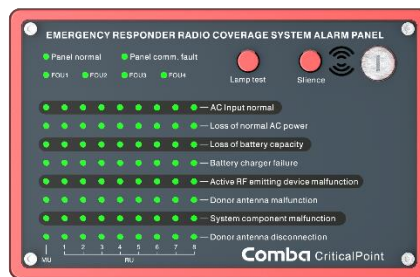 EMERGENCY RESPONDER RADIO COVERAGE SYSTEM ALARM PANEL
Panel normal Panel comm. fault
FOU1 FOU2 FOU3 FOU4
Lamp test Slience
AC Input normal
Loss of normal AC power
Loss of battery capacity
Battery charger failure
Active RF emitting device malfunction
Donor antenna malfunction
System component malfunction
Donor antenna disconnection
MU 1 2 3 4 5 6 7 8
RU
Comba CriticalPoint